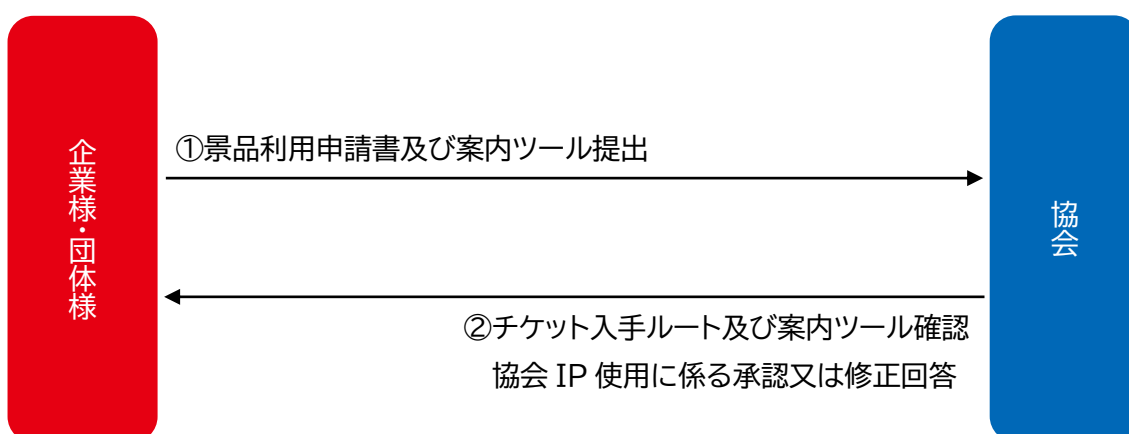 企業様・団体様
①景品利用申請書及び案内ツール提出
協会
②チケット入手ルート及び案内ツール確認
協会 IP 使用に係る承認又は修正回答